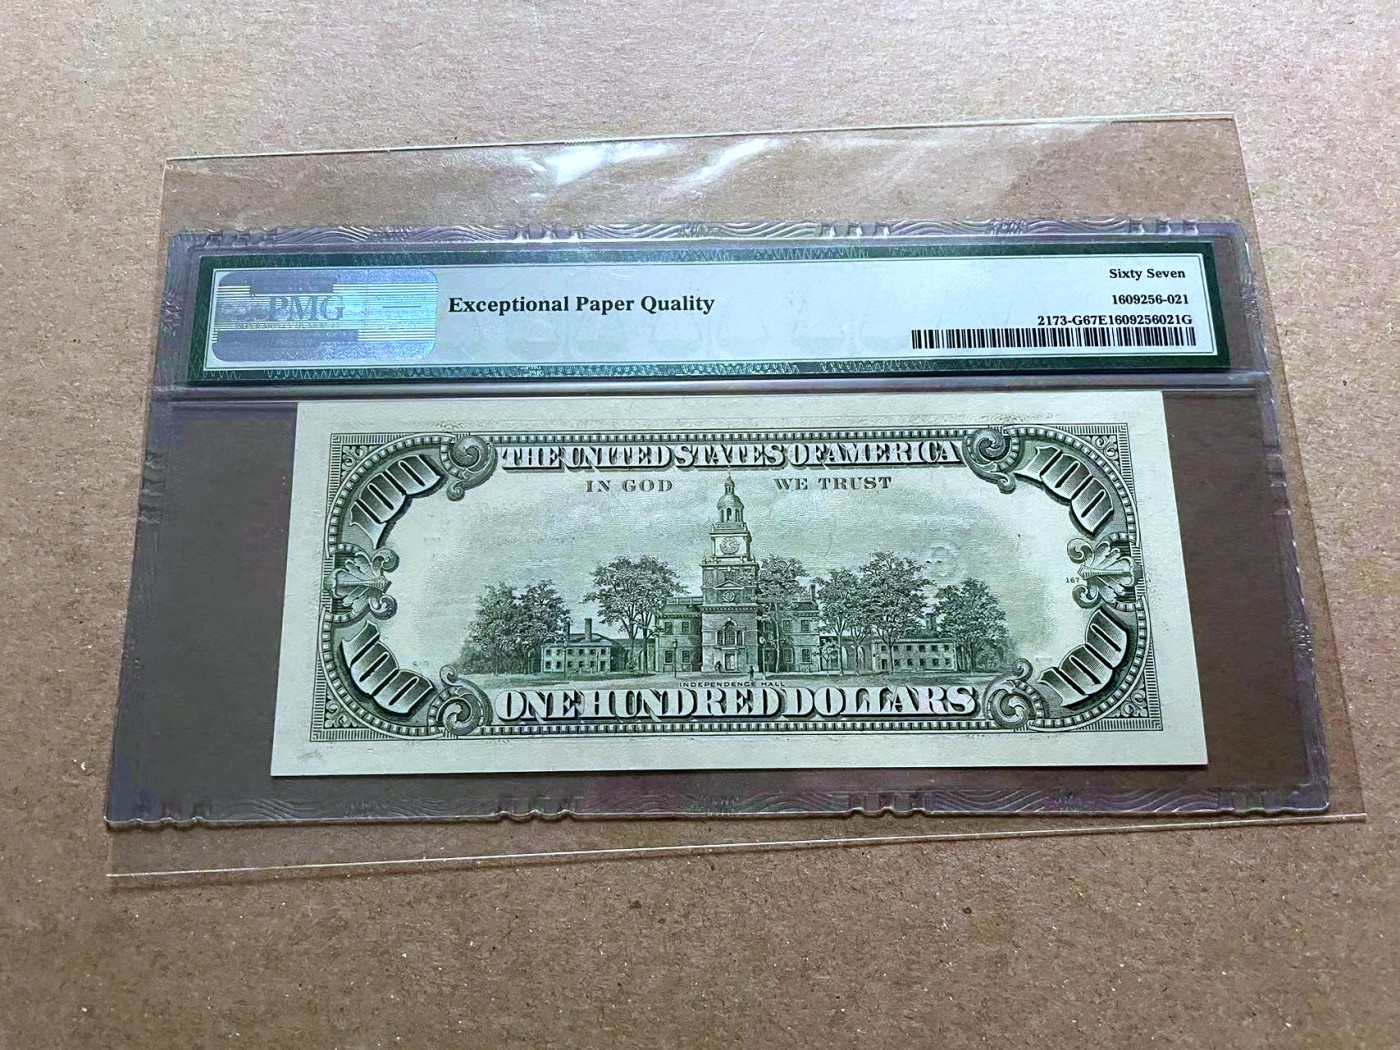 PMG
Exceptional Paper Quality
Sixty Seven
1609256-021
2173-G67E1609256021G
THE UNITED STATES OF AMERICA
IN GOD WE TRUST
100
100
167
100
100
INDEPENDENCE HALL
ONE HUNDRED DOLLARS